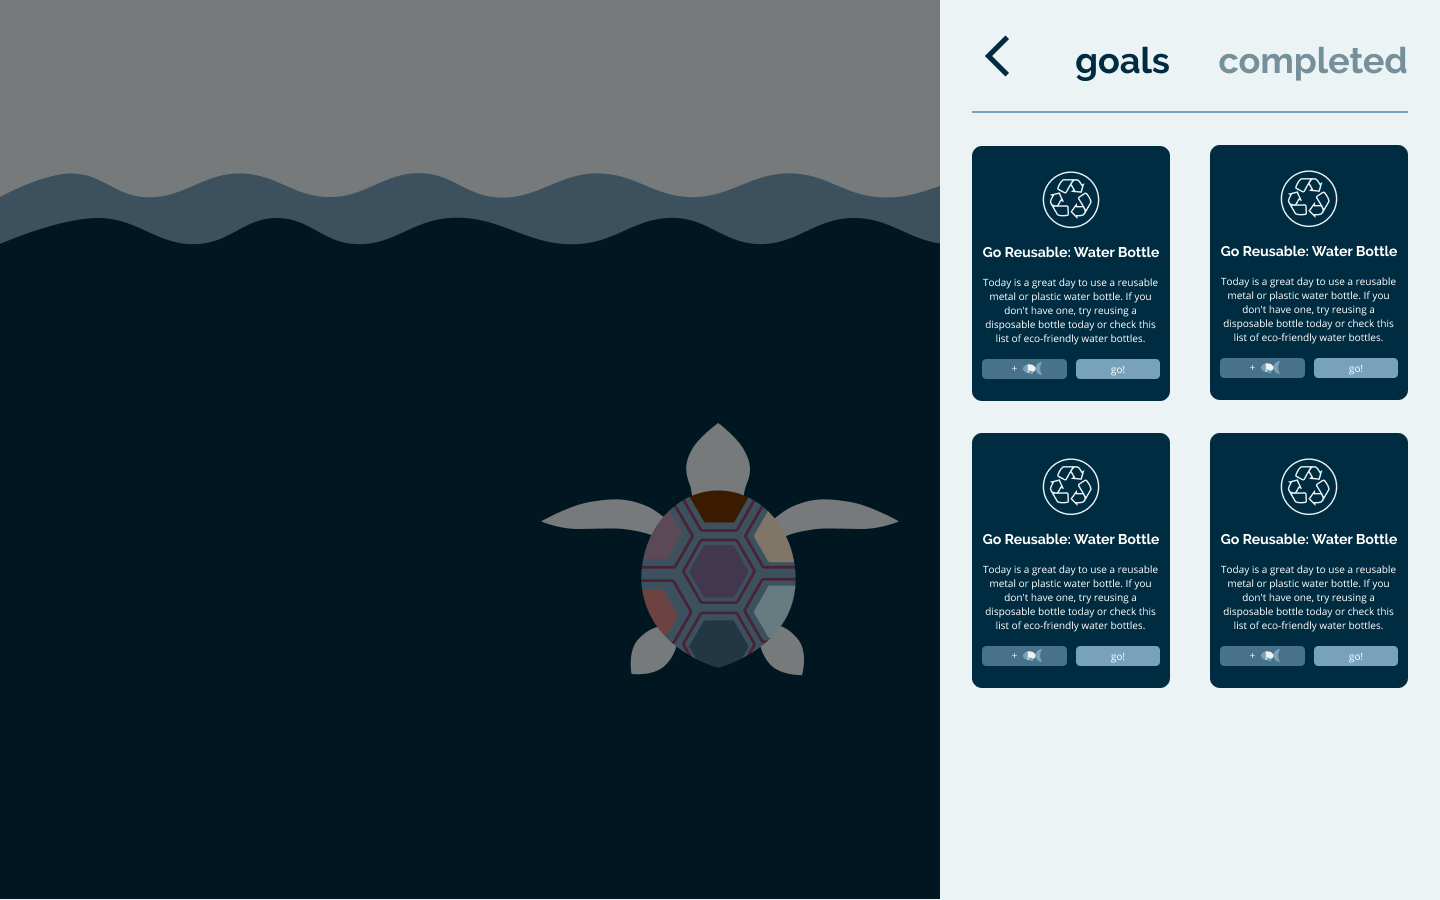 goals
completed
Go Reusable: Water Bottle
Today is a great day to use a reusable
metal or plastic water bottle. If you
don't have one, try reusing a
disposable bottle today or check this
list of eco-friendly water bottles.
+
go!
Go Reusable: Water Bottle
Today is a great day to use a reusable
metal or plastic water bottle. If you
don't have one, try reusing a
disposable bottle today or check this
list of eco-friendly water bottles.
+
go!
Go Reusable: Water Bottle
Today is a great day to use a reusable
metal or plastic water bottle. If you
don't have one, try reusing a
disposable bottle today or check this
list of eco-friendly water bottles.
+
go!
Go Reusable: Water Bottle
Today is a great day to use a reusable
metal or plastic water bottle. If you
don't have one, try reusing a
disposable bottle today or check this
list of eco-friendly water bottles.
+
go!